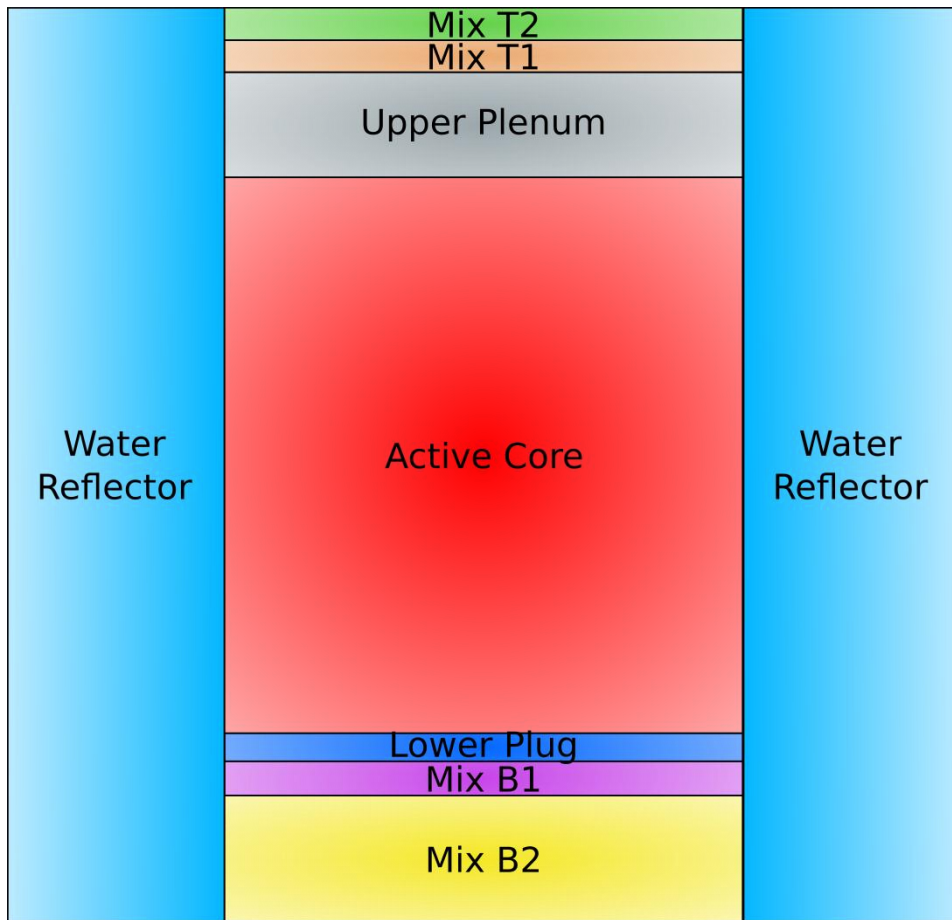 Mix T2
Mix T1
Upper Plenum
Active Core
Water
Reflector
Water
Reflector
Lower Plug
Mix B1
Mix B2